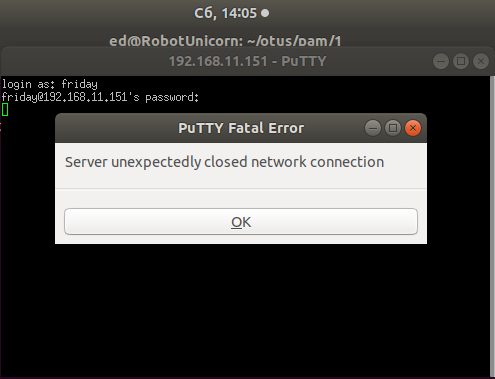 Сб, 14:05
ed@RobotUnicorn: ~/otus/pam/1
192.168.11.151 - PuTTY
login as: friday
friday@192.168.11.151's password:
PuTTY Fatal Error
Server unexpectedly closed network connection
OK